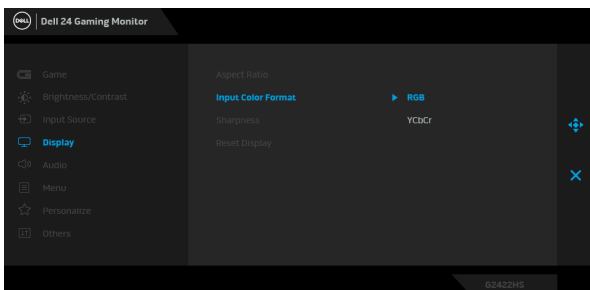 DELL
Dell 24 Gaming Monitor
Game
Brightness/Contrast
Input Source
Display
Audio
Menu
Personalize
Others
Aspect Ratio
Input Color Format
RGB
Sharpness
YCbCr
Reset Display
G2422HS